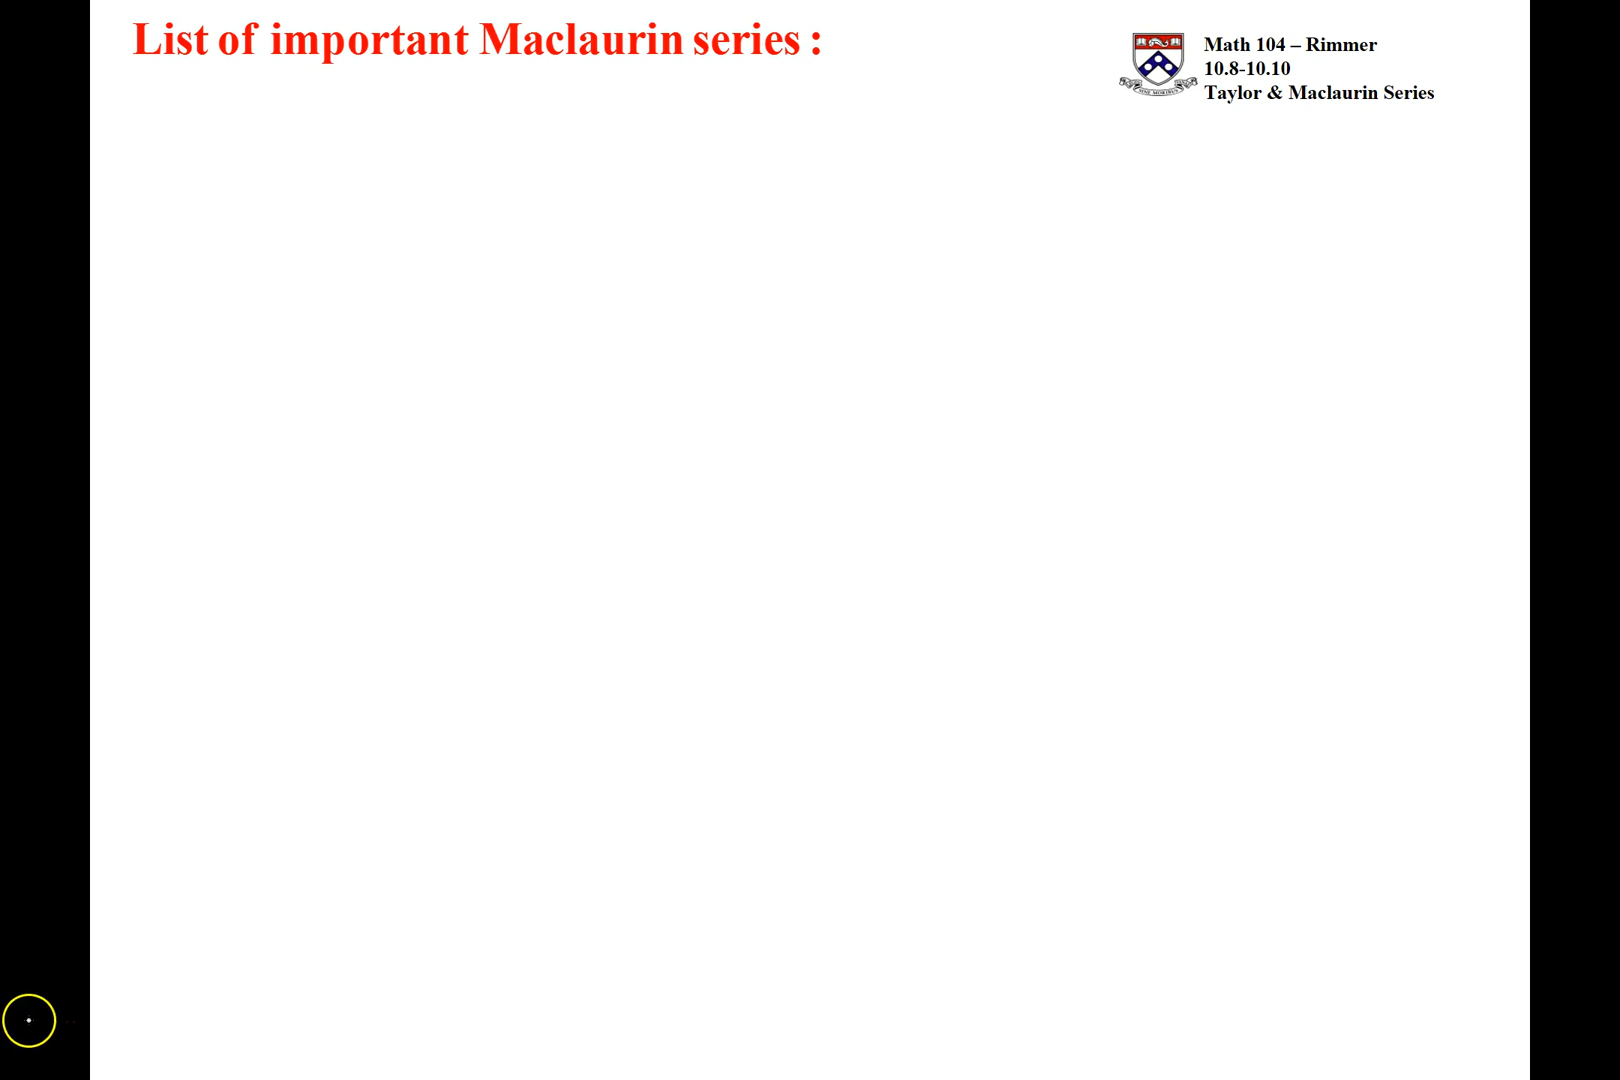 List of important Maclaurin series :
Math 104 – Rimmer
10.8-10.10
Taylor & Maclaurin Series